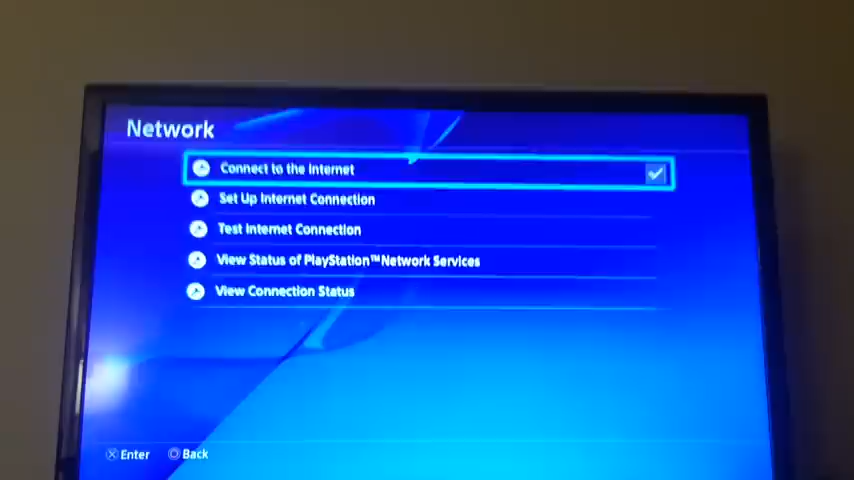 Network
Connect to the Internet
Set Up Internet Connection
Test Internet Connection
View Status of PlayStation™Network Services
View Connection Status
Enter Back